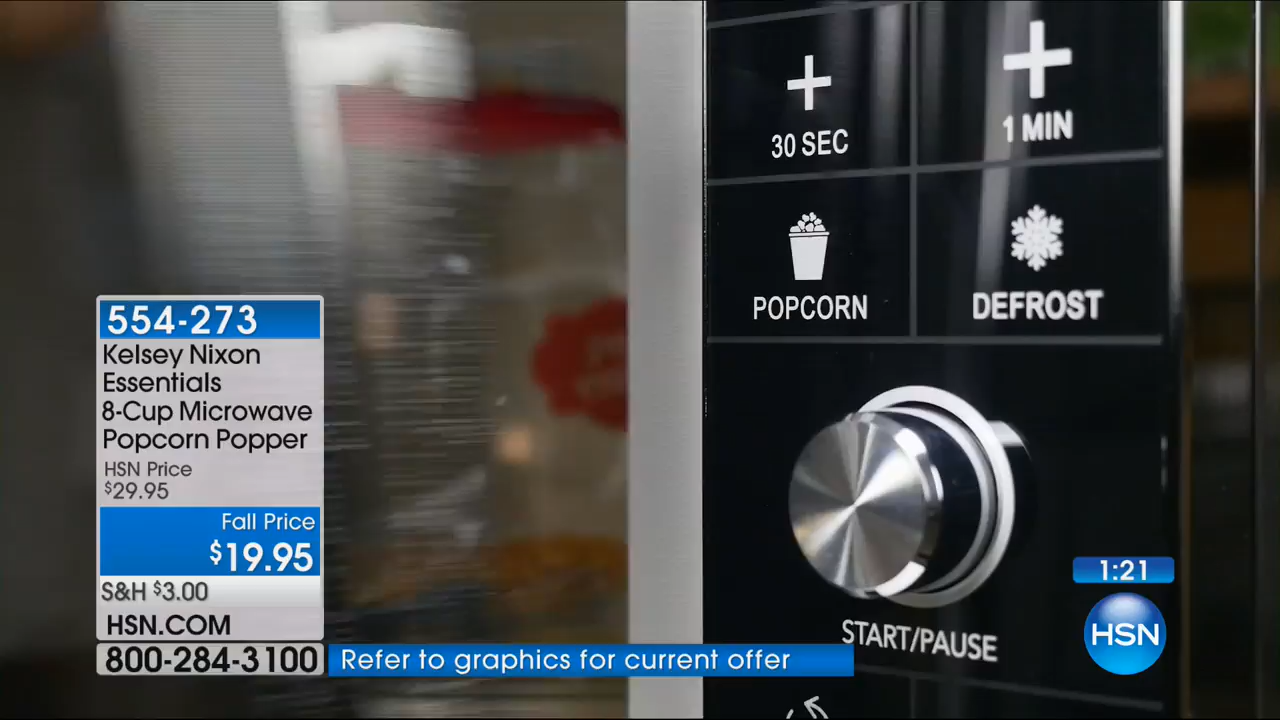 +
30 SEC
+
1 MIN
POPCORN
DEFROST
START/PAUSE
554-273
Kelsey Nixon
Essentials
8-Cup Microwave
Popcorn Popper
HSN Price
$29.95
Fall Price
$19.95
S&H $3.00
HSN.COM
800-284-3100
Refer to graphics for current offer
1:21
HSN